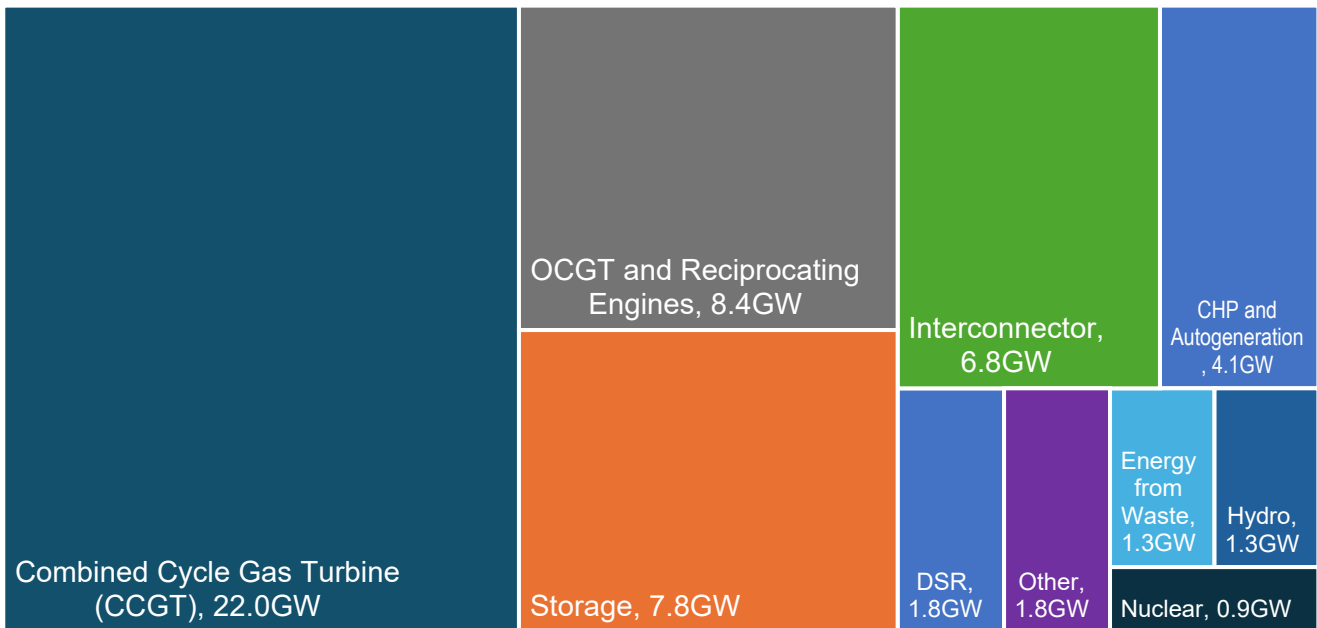 Combined Cycle Gas Turbine
(CCGT), 22.0GW
OCGT and Reciprocating
Engines, 8.4GW
Storage, 7.8GW
Interconnector,
6.8GW
CHP and
Autogeneration
, 4.1GW
DSR,
1.8GW
Other,
1.8GW
Energy
from
Waste,
1.3GW
Hydro,
1.3GW
Nuclear, 0.9GW